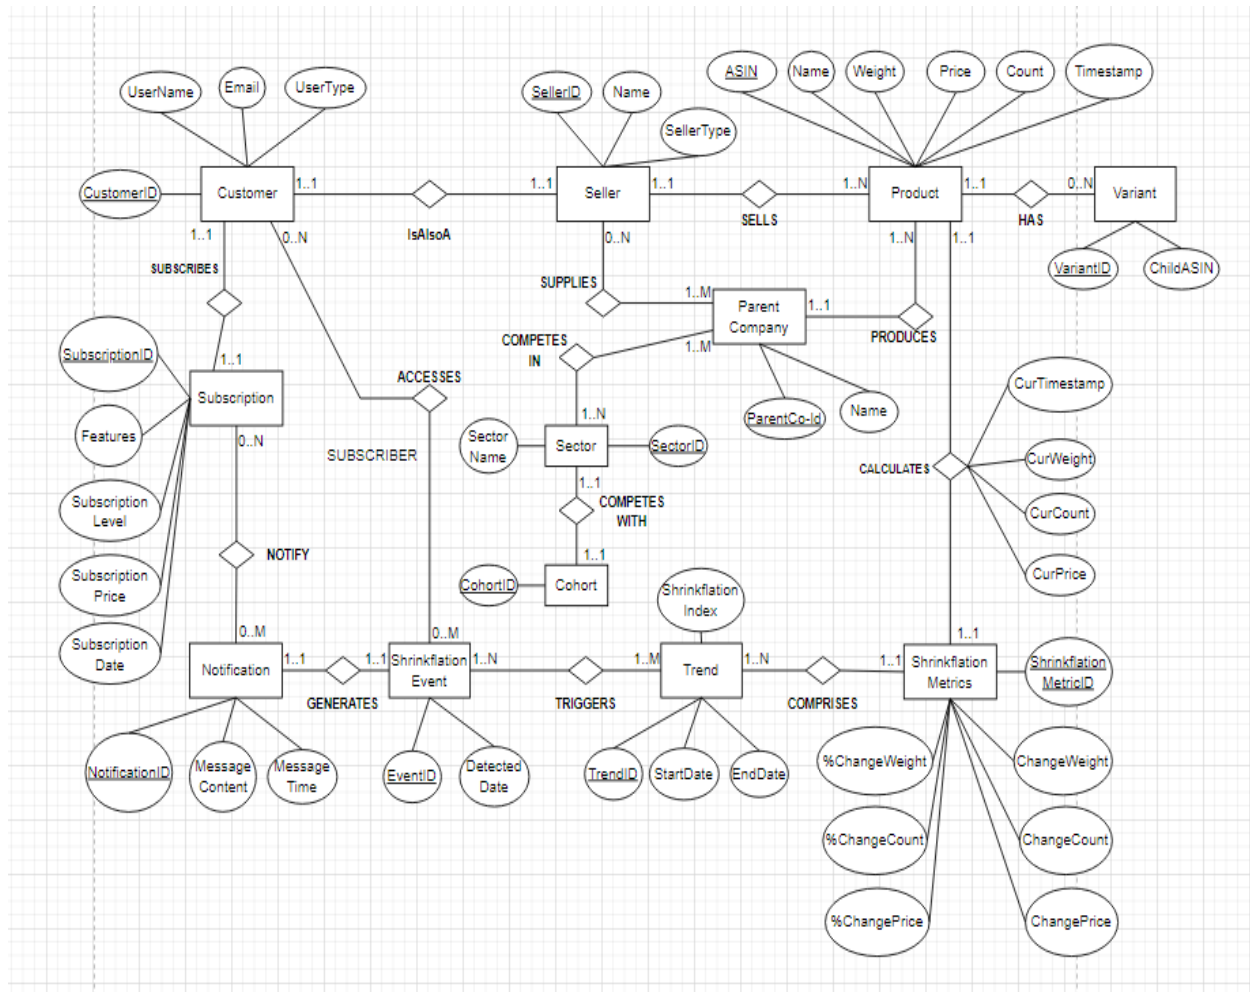 UserName
Email
UserType
SellerID
Name
SellerType
ASIN
Name
Weight
Price
Count
Timestamp
CustomerID
Customer
1..1
1..1
Seller
1..1
1..N
Product
1..1
0..N
Variant
IsAlsoA
SELLS
HAS
1..1
0..N
0..N
1..N
1..1
SUBSCRIBES
SUPPLIES
VariantID
ChildASIN
1..M
Parent
Company
1..1
PRODUCES
COMPETES
IN
1..M
SubscriptionID
1..1
ACCESSES
Subscription
CurTimestamp
ParentCo-Id
Name
1..N
Features
0..N
SUBSCRIBER
Sector
Name
Sector
SectorID
CALCULATES
CurWeight
1..1
COMPETES
WITH
CurCount
Subscription
Level
NOTIFY
1..1
CohortID
Cohort
CurPrice
Subscription
Price
Shrinkflation
Index
Subscription
Date
0..M
0..M
1..1
Notification
1..1
1..1
Shrinkflation
Event
1..N
1..M
Trend
1..N
1..1
Shrinkflation
Metrics
Shrinkflation
MetricID
GENERATES
TRIGGERS
COMPRISES
NotificationID
Message
Content
Message
Time
EventID
Detected
Date
TrendID
StartDate
EndDate
%ChangeWeight
ChangeWeight
%ChangeCount
ChangeCount
%ChangePrice
ChangePrice